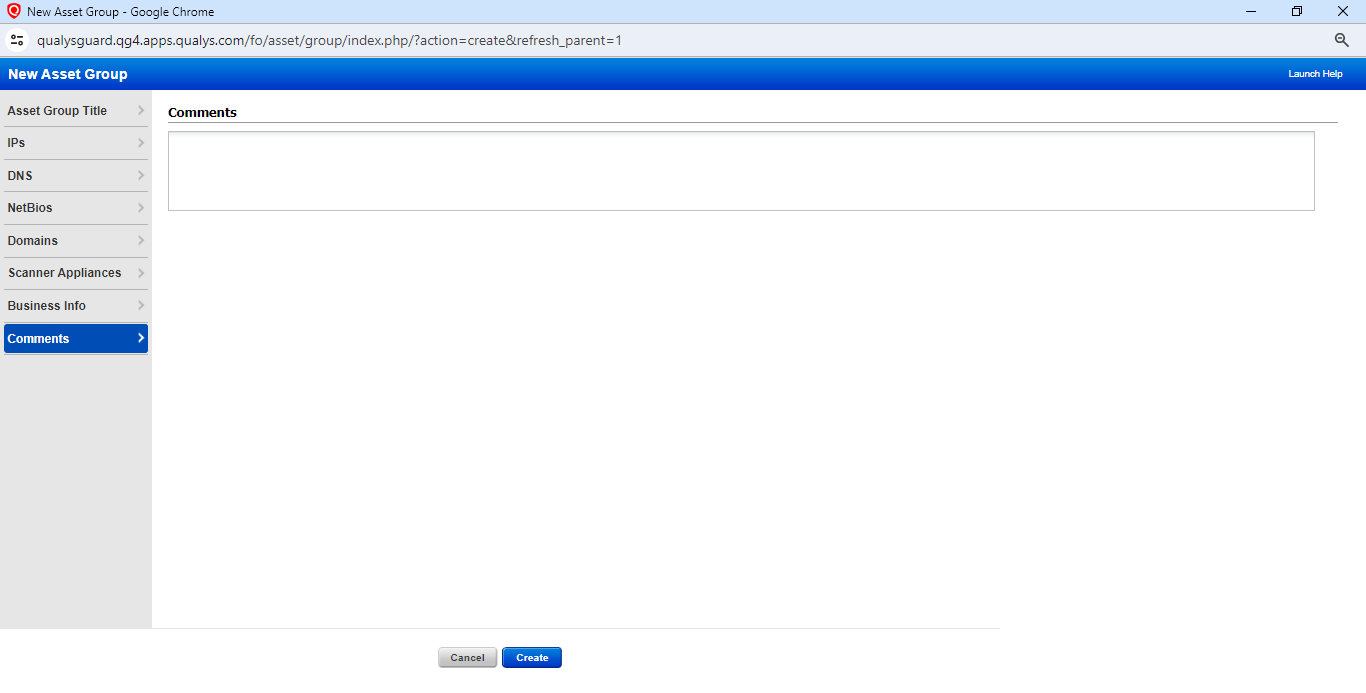 New Asset Group - Google Chrome
qualysguard.qg4.apps.qualys.com/fo/asset/group/index.php/?action=create&refresh_parent=1
New Asset Group
Launch Help
Asset Group Title
IPs
DNS
NetBios
Domains
Scanner Appliances
Business Info
Comments
Comments
Cancel
Create